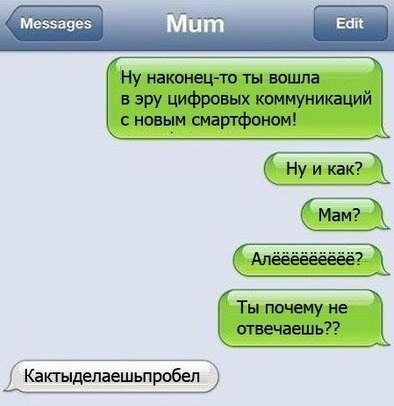 Messages Mum Edit
Ну наконец-то ты вошла
в эру цифровых коммуникаций
с новым смартфоном!
Ну и как?
Мам?
Алёёёёёёёёё?
Ты почему не
отвечаешь??
Кактыделаешьпробел